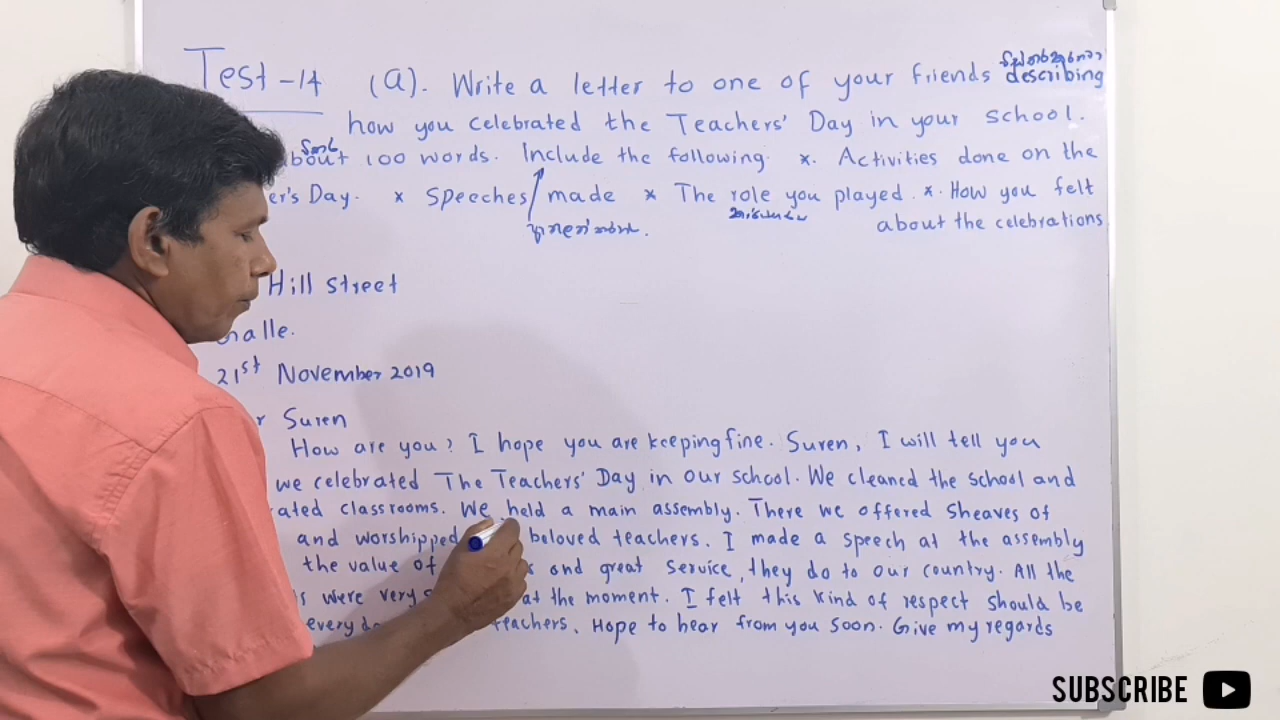 Test-14 (a). Write a letter to one of your friends describing
how you celebrated the Teachers' Day in your school.
about 100 words. Include the following * Activities done on the
er's Day. * Speeches made * The role you played. * How you felt
about the celebrations
Hill street
Galle.
21st November 2019
r Suren
How are you? I hope you are keeping fine. Suren, I will tell you
we celebrated The Teachers' Day in our school. We cleaned the school and
ated classrooms. We held a main assembly. There we offered Sheaves of
and worshipped beloved teachers. I made a speech at the assembly
the value of and great service, they do to our country. All the
s were very at the moment. I felt this kind of respect should be
every teachers. Hope to hear from you soon. Give my regards
SUBSCRIBE